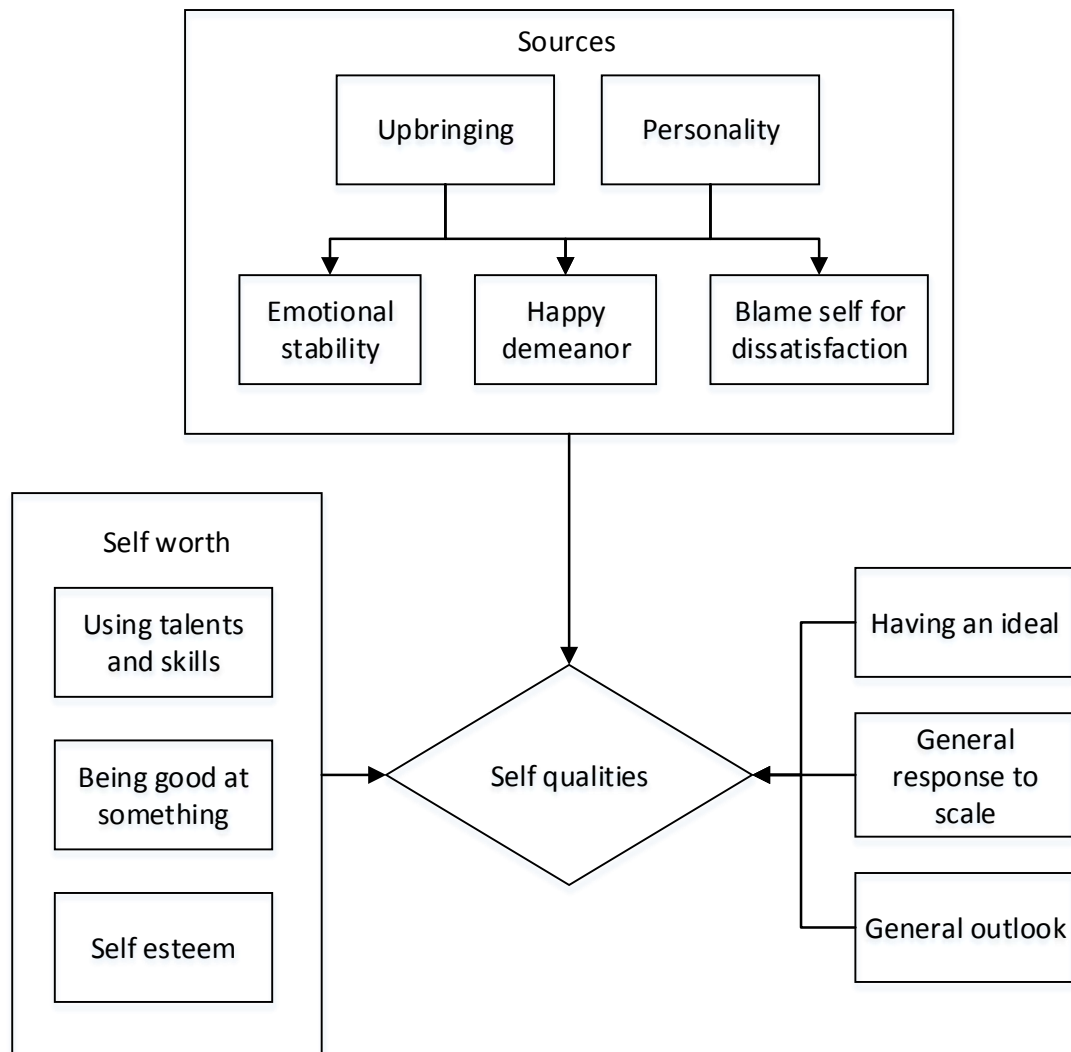 Sources
Upbringing
Personality
Emotional
stability
Happy
demeanor
Blame self for
dissatisfaction
Self worth
Using talents
and skills
Being good at
something
Self esteem
Self qualities
Having an ideal
General
response to
scale
General outlook